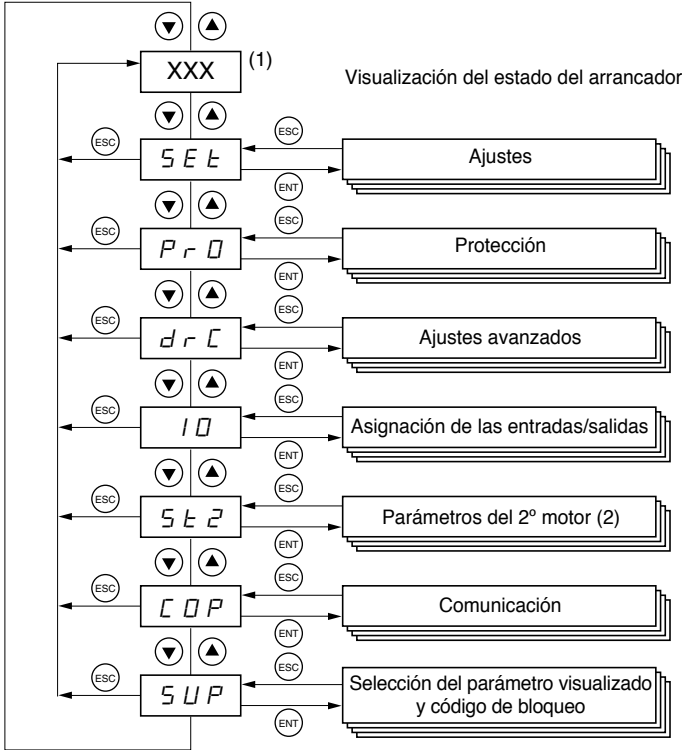 XXX
(1)
Visualización del estado del arrancador
ESC
ESC
SEt
Ajustes
ENT
ESC
ESC
PrO
Protección
ENT
ESC
ESC
drC
Ajustes avanzados
ENT
ESC
ESC
IO
Asignación de las entradas/salidas
ENT
ESC
ESC
St2
Parámetros del 2º motor (2)
ENT
ESC
ESC
COP
Comunicación
ENT
ESC
ESC
SUP
Selección del parámetro visualizado
y código de bloqueo
ENT